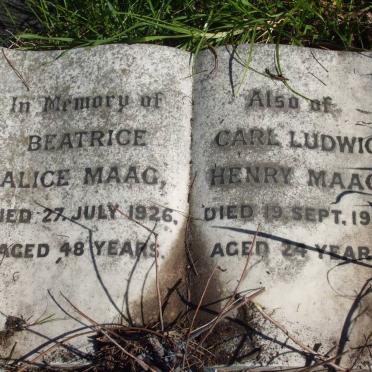 In Memory of
BEATRICE
ALICE MAAG,
DIED 27 JULY 1926.
AGED 48 YEARS.
Also of
CARL LUDWIG
HENRY MAAG
DIED 19 SEPT. 19
AGED 24 YEARS